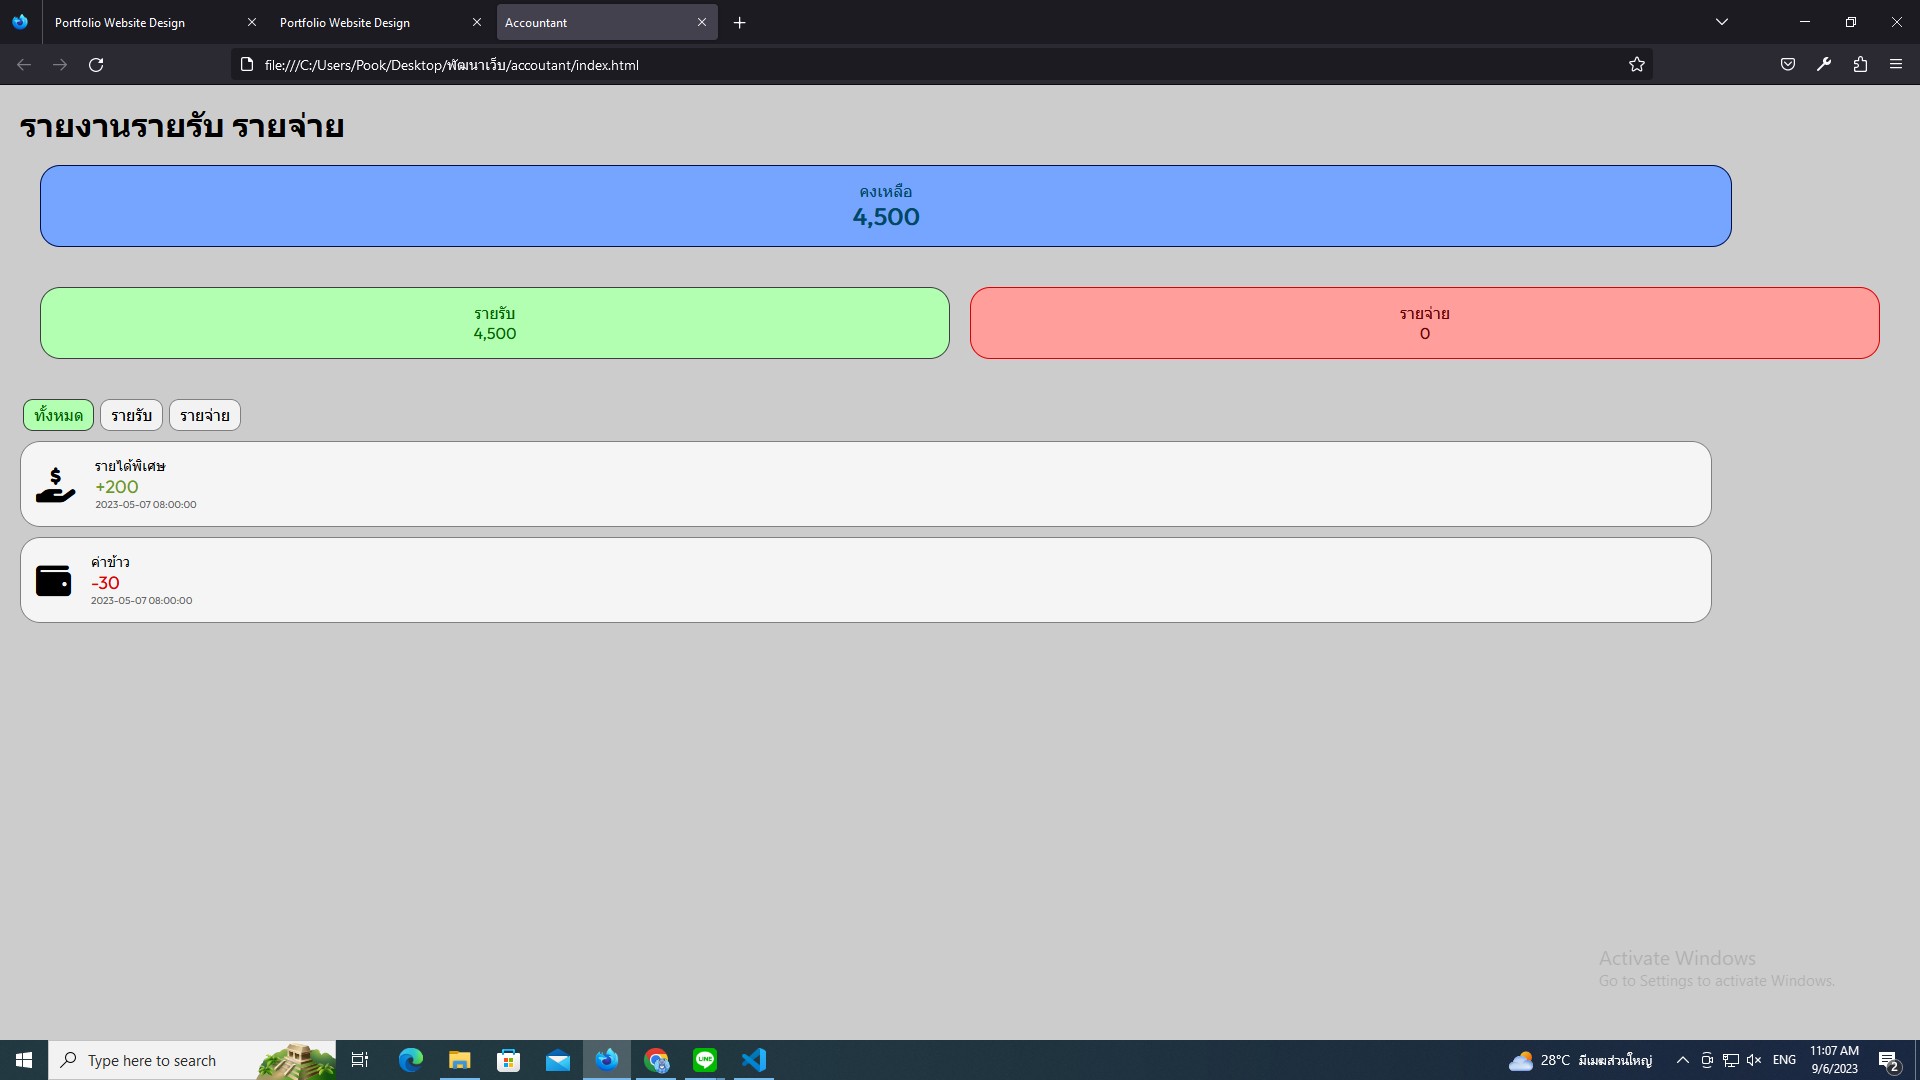 Portfolio Website Design
Portfolio Website Design
Accountant
file:///C:/Users/Pook/Desktop/พัฒนาเว็บ/accoutant/index.html
รายงานรายรับ รายจ่าย
คงเหลือ
4,500
รายรับ
4,500
รายจ่าย
0
ทั้งหมด
รายรับ
รายจ่าย
รายได้พิเศษ
+200
2023-05-07 08:00:00
ค่าข้าว
-30
2023-05-07 08:00:00
Activate Windows
Go to Settings to activate Windows.
Type here to search
LINE
28°C มีเมฆส่วนใหญ่
ENG
11:07 AM
9/6/2023
2